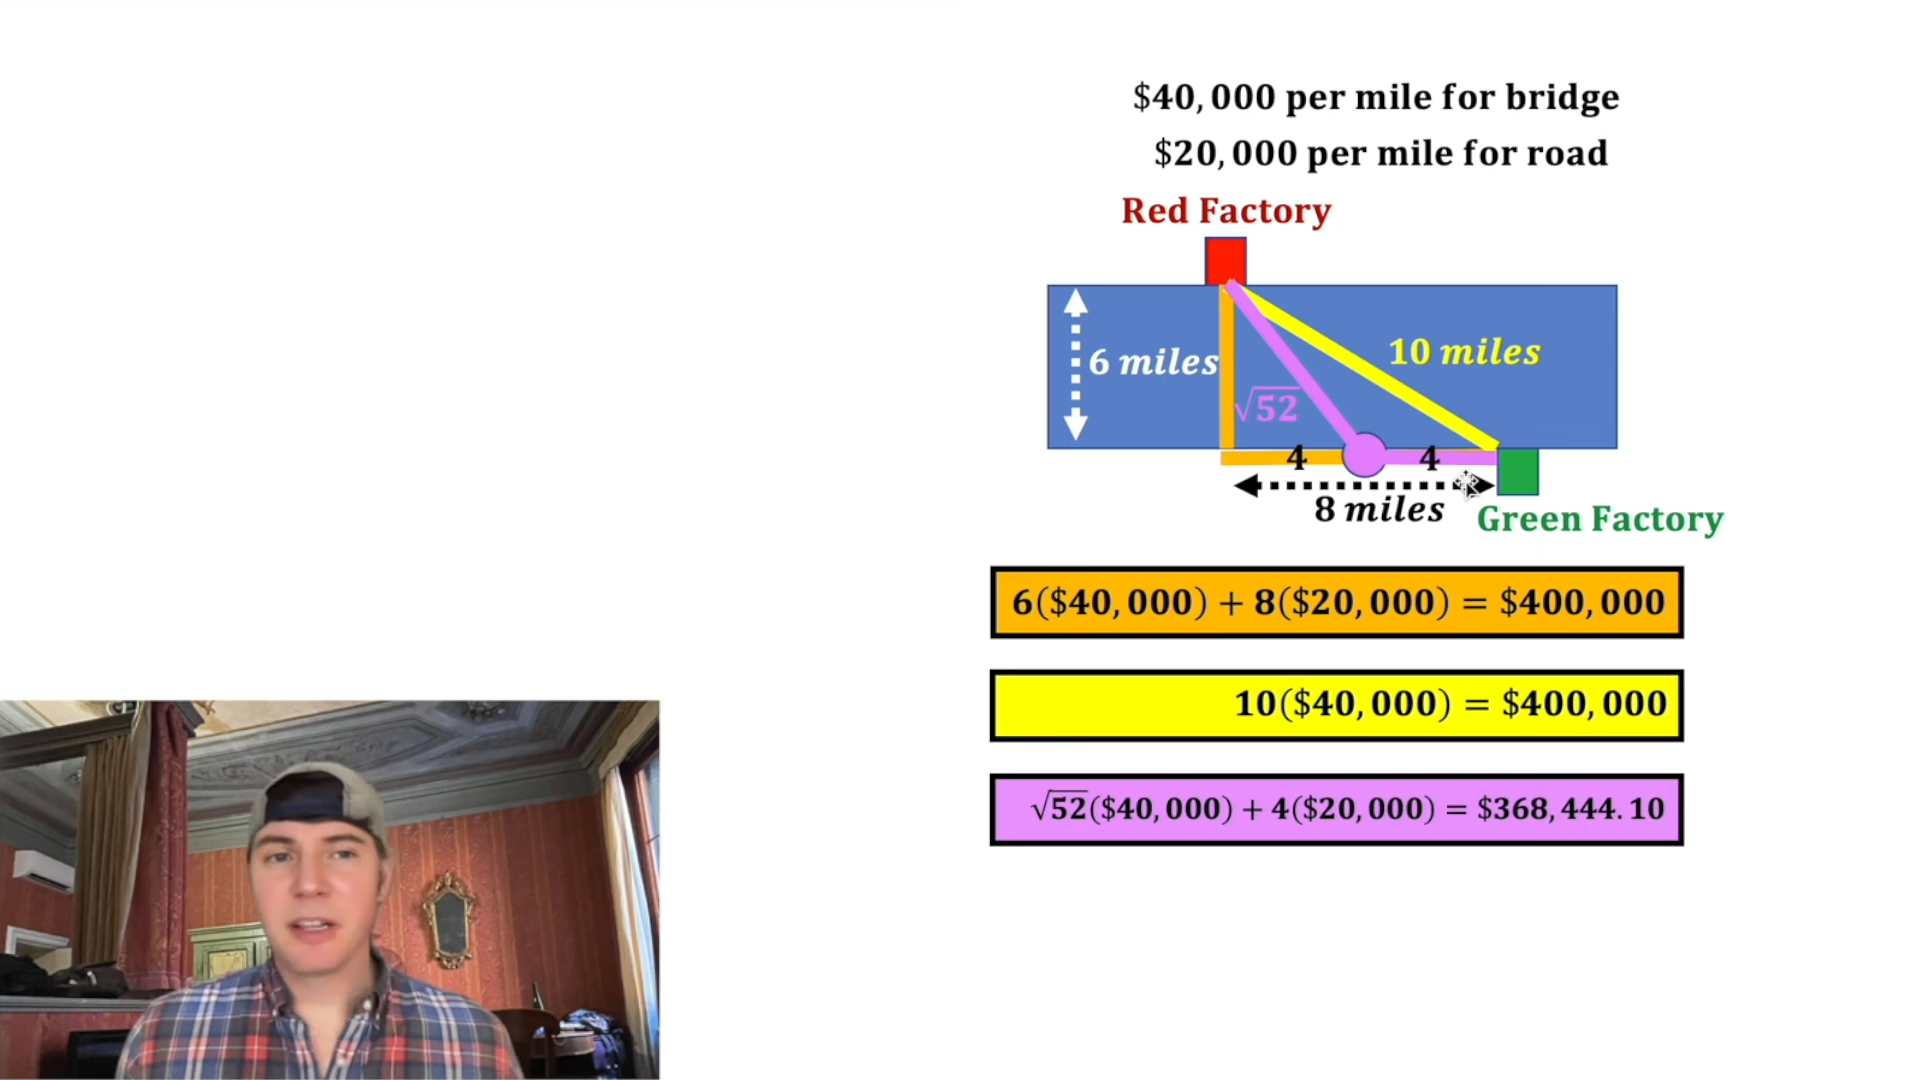 $40,000 per mile for bridge
$20,000 per mile for road
Red Factory
6 miles
10 miles
√52
4
4
8 miles
Green Factory
6($40,000) + 8($20,000) = $400,000
10($40,000) = $400,000
√52($40,000) + 4($20,000) = $368,444.10